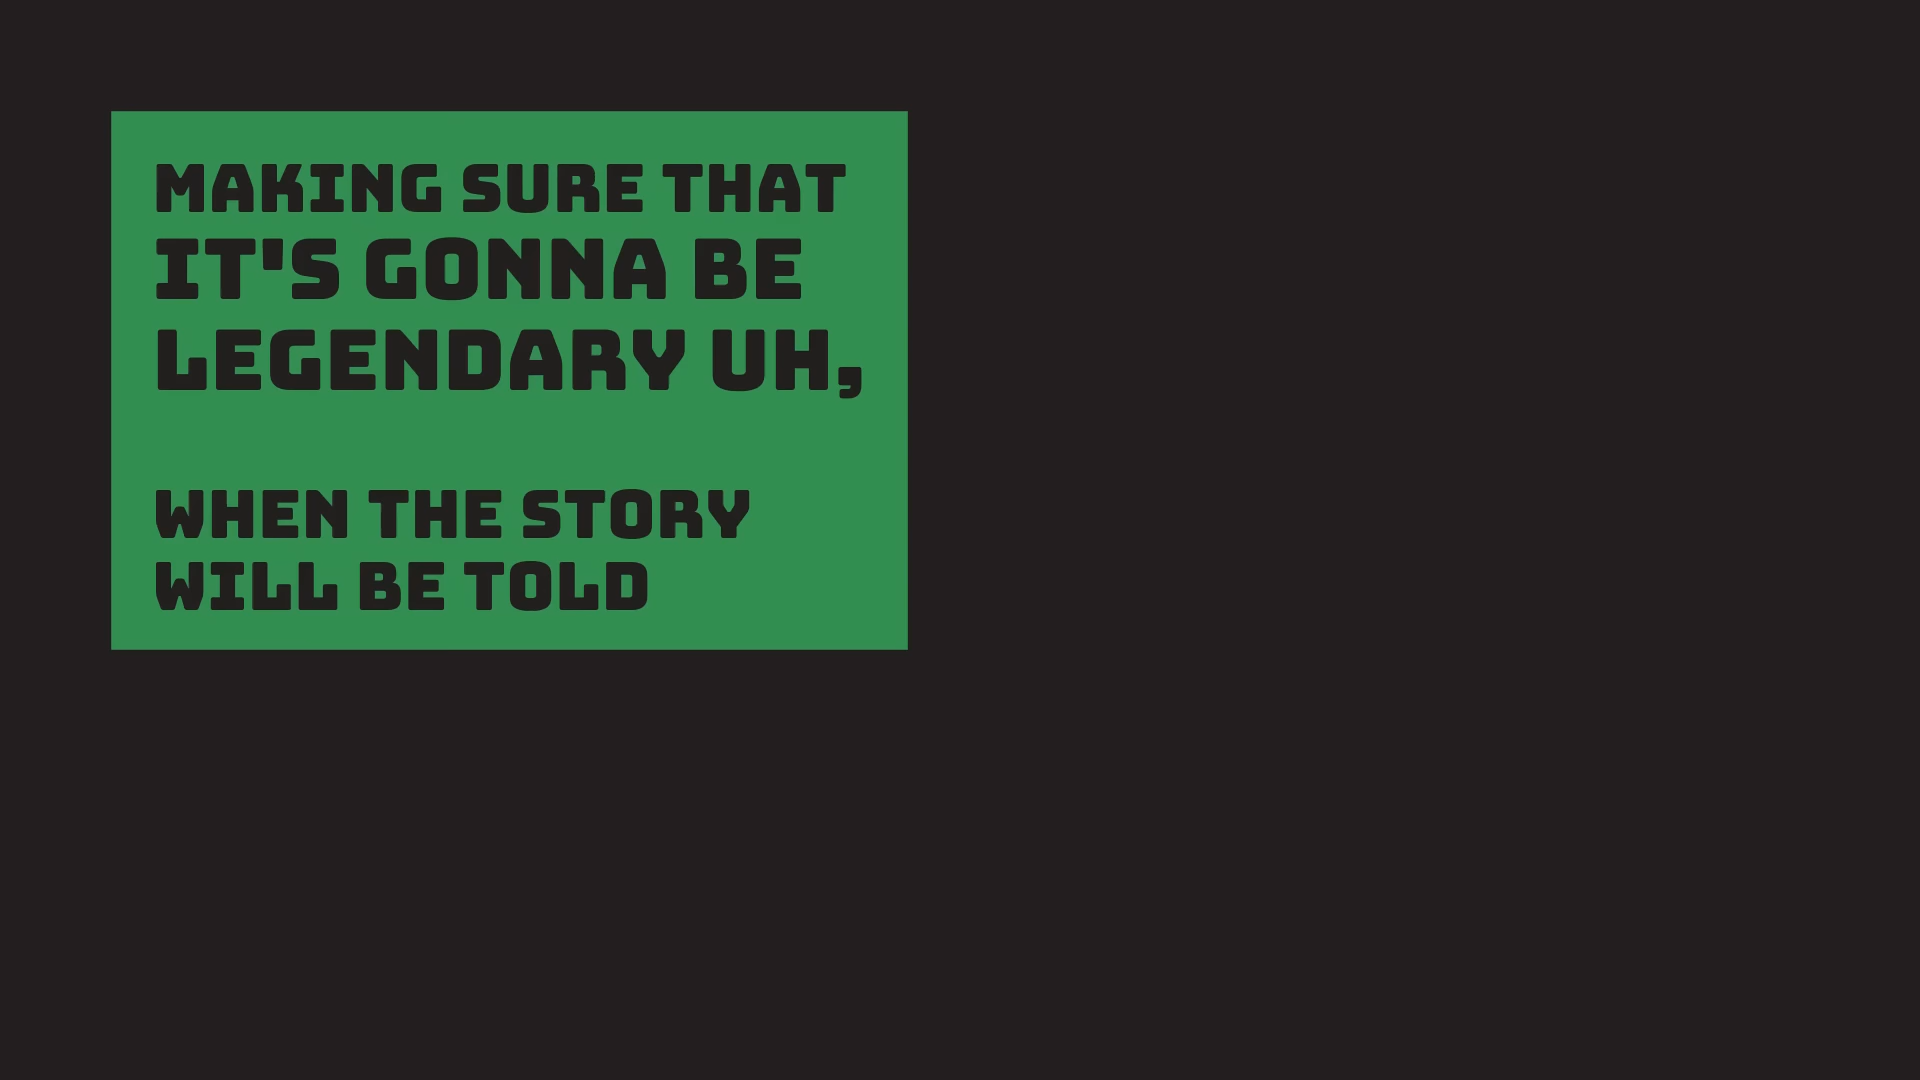 MAKING SURE THAT
IT'S GONNA BE
LEGENDARY UH,
WHEN THE STORY
WILL BE TOLD